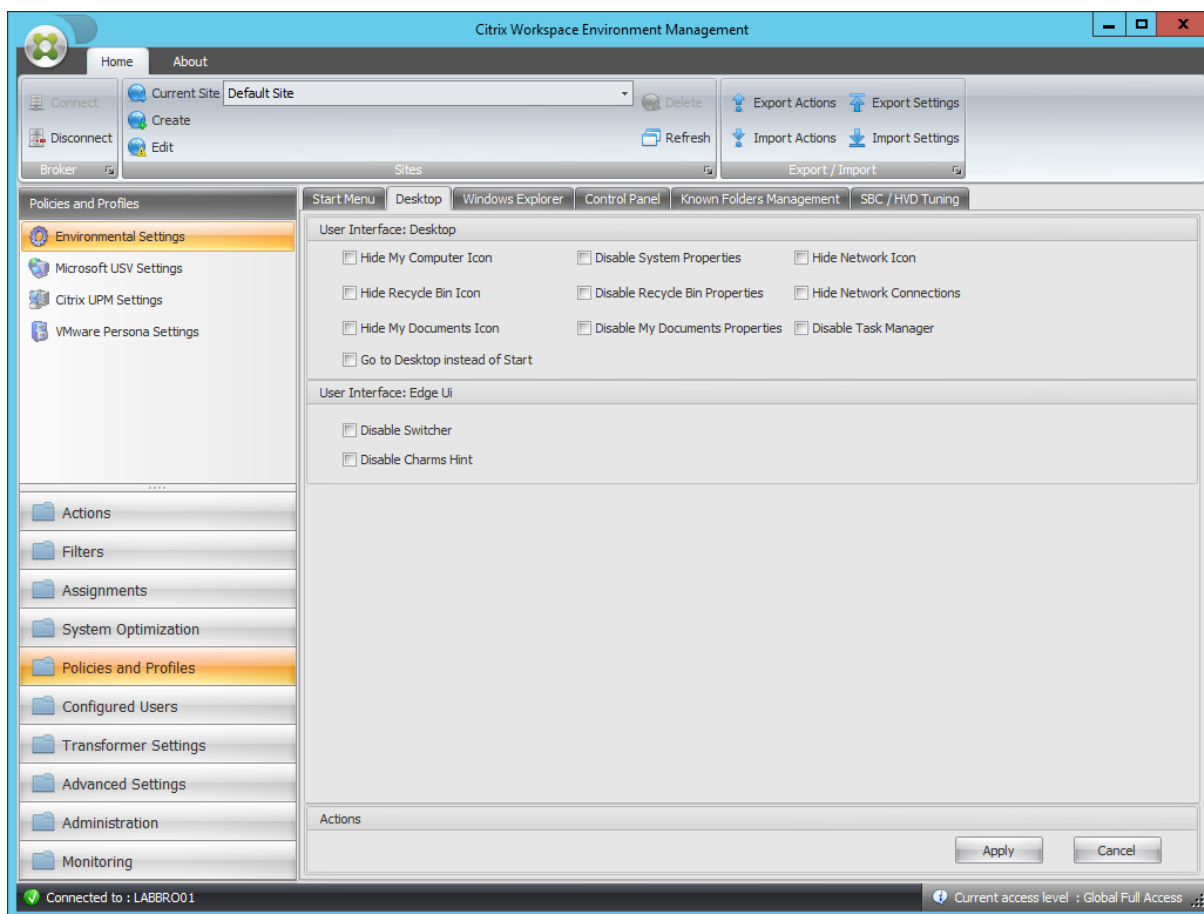 Citrix Workspace Environment Management
Home About
Connect
Disconnect
Broker
Current Site Default Site
Create
Edit
Delete
Refresh
Sites
Export Actions Export Settings
Import Actions Import Settings
Export / Import
Policies and Profiles
Environmental Settings
Microsoft USV Settings
Citrix UPM Settings
VMware Persona Settings
Actions
Filters
Assignments
System Optimization
Policies and Profiles
Configured Users
Transformer Settings
Advanced Settings
Administration
Monitoring
Start Menu Desktop Windows Explorer Control Panel Known Folders Management SBC / HVD Tuning
User Interface: Desktop
Hide My Computer Icon Disable System Properties Hide Network Icon
Hide Recycle Bin Icon Disable Recycle Bin Properties Hide Network Connections
Hide My Documents Icon Disable My Documents Properties Disable Task Manager
Go to Desktop instead of Start
User Interface: Edge Ui
Disable Switcher
Disable Charms Hint
Actions
Apply Cancel
Connected to : LABBRO01 Current access level : Global Full Access